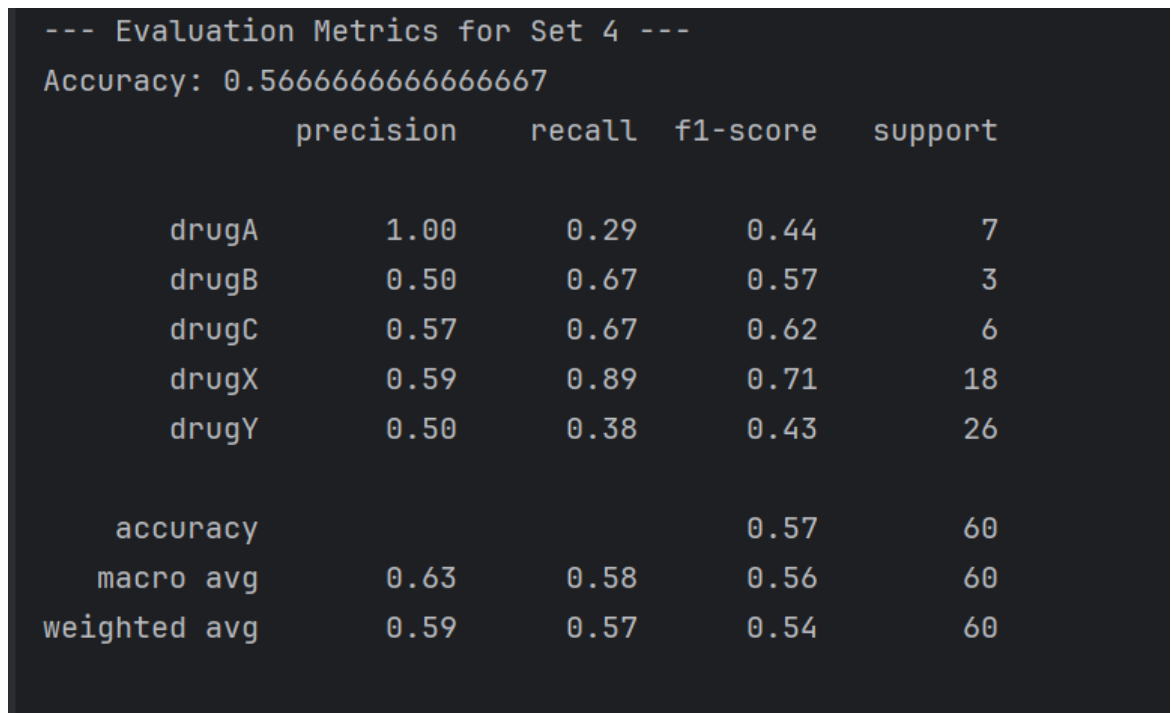 --- Evaluation Metrics for Set 4 ---
Accuracy: 0.5666666666666667
precision recall f1-score support
drugA 1.00 0.29 0.44 7
drugB 0.50 0.67 0.57 3
drugC 0.57 0.67 0.62 6
drugX 0.59 0.89 0.71 18
drugY 0.50 0.38 0.43 26
accuracy 0.57 60
macro avg 0.63 0.58 0.56 60
weighted avg 0.59 0.57 0.54 60